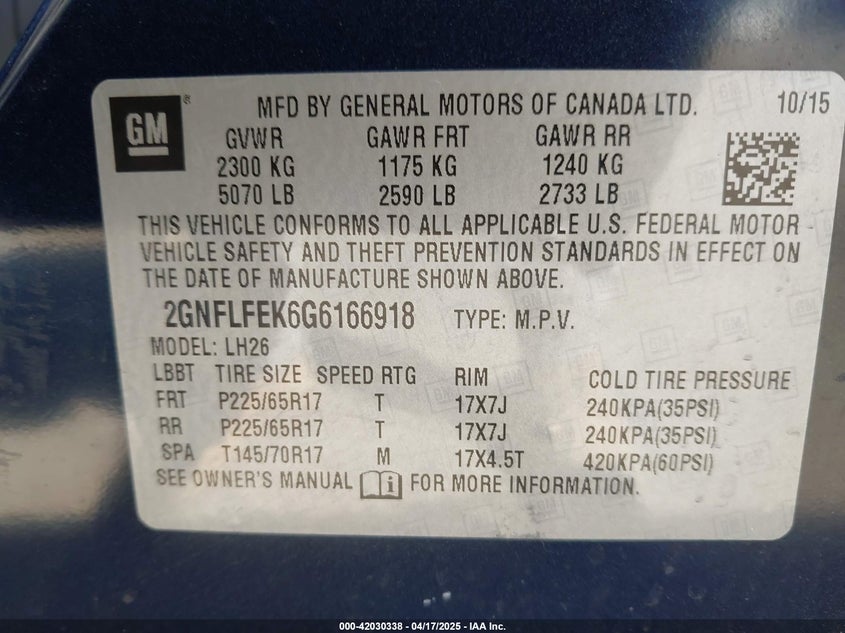 GM ® MFD BY GENERAL MOTORS OF CANADA LTD. 10/15
GVWR GAWR FRT GAWR RR
2300 KG 1175 KG 1240 KG
5070 LB 2590 LB 2733 LB
THIS VEHICLE CONFORMS TO ALL APPLICABLE U.S. FEDERAL MOTOR
VEHICLE SAFETY AND THEFT PREVENTION STANDARDS IN EFFECT ON
THE DATE OF MANUFACTURE SHOWN ABOVE.
2GNFLFEK6G6166918 TYPE: M.P.V.
MODEL: LH26
LBBT TIRE SIZE SPEED RTG RIM COLD TIRE PRESSURE
FRT P225/65R17 T 17X7J 240KPA(35PSI)
RR P225/65R17 T 17X7J 240KPA(35PSI)
SPA T145/70R17 M 17X4.5T 420KPA(60PSI)
SEE OWNER'S MANUAL FOR MORE INFORMATION.
000-42030338 - 04/17/2025 - IAA Inc.